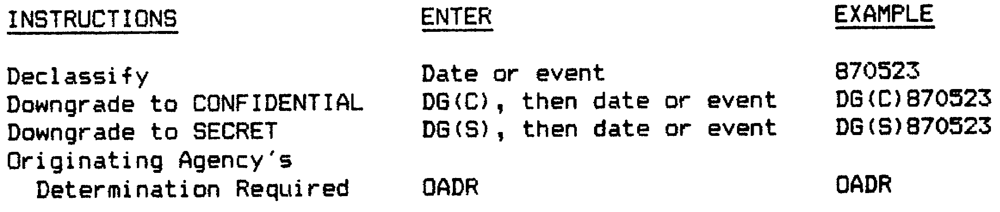 INSTRUCTIONS ENTER EXAMPLE
Declassify Date or event 870523
Downgrade to CONFIDENTIAL DG(C), then date or event DG(C)870523
Downgrade to SECRET DG(S), then date or event DG(S)870523
Originating Agency's
Determination Required OADR OADR